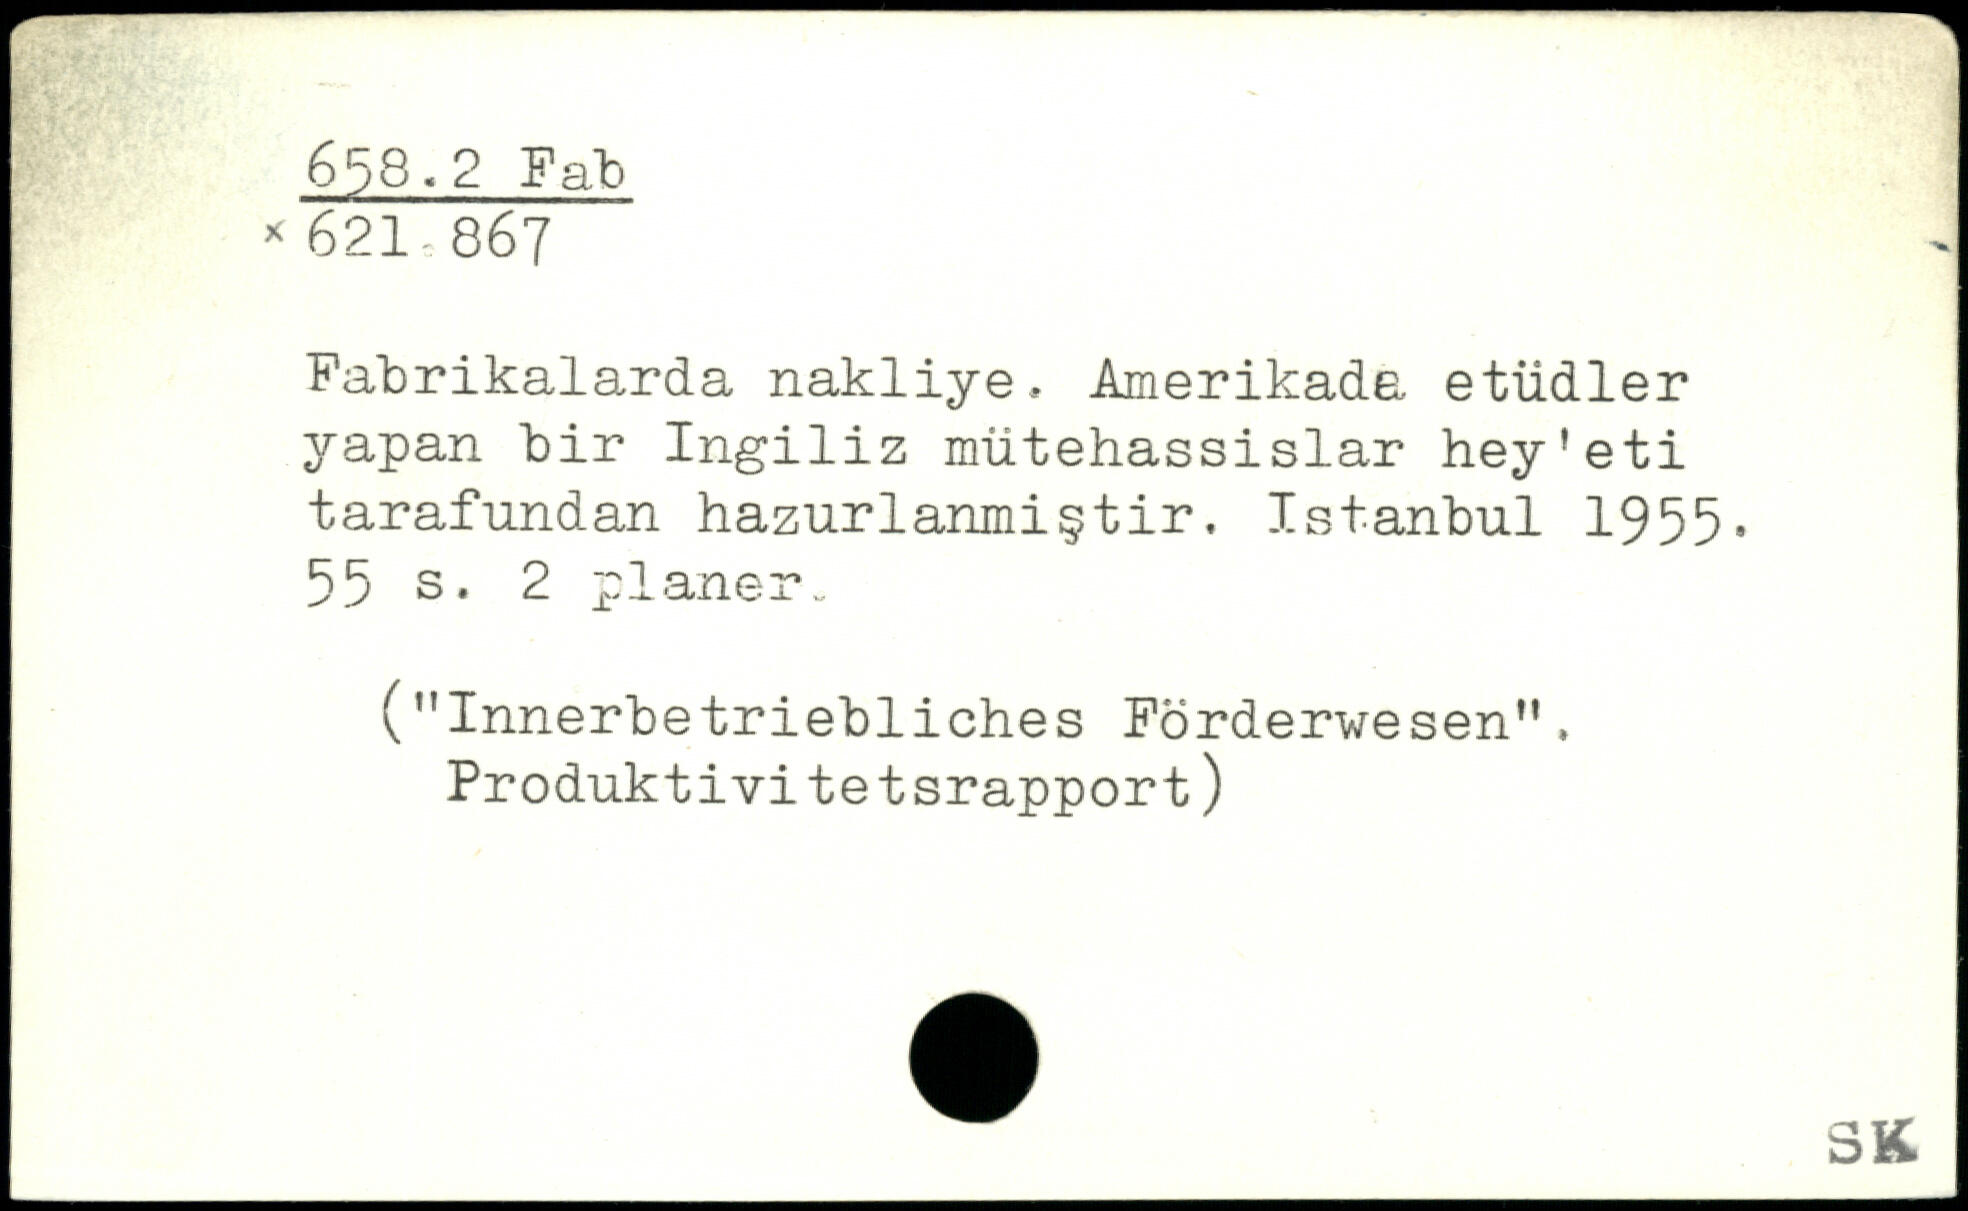 658.2 Fab
x 621.867
Fabrikalarda nakliye. Amerikada etüdler
yapan bir Ingiliz mütehassislar hey'eti
tarafundan hazurlanmiştir. Istanbul 1955.
55 s. 2 planer.
("Innerbetriebliches Förderwesen".
Produktivitetsrapport)
SK